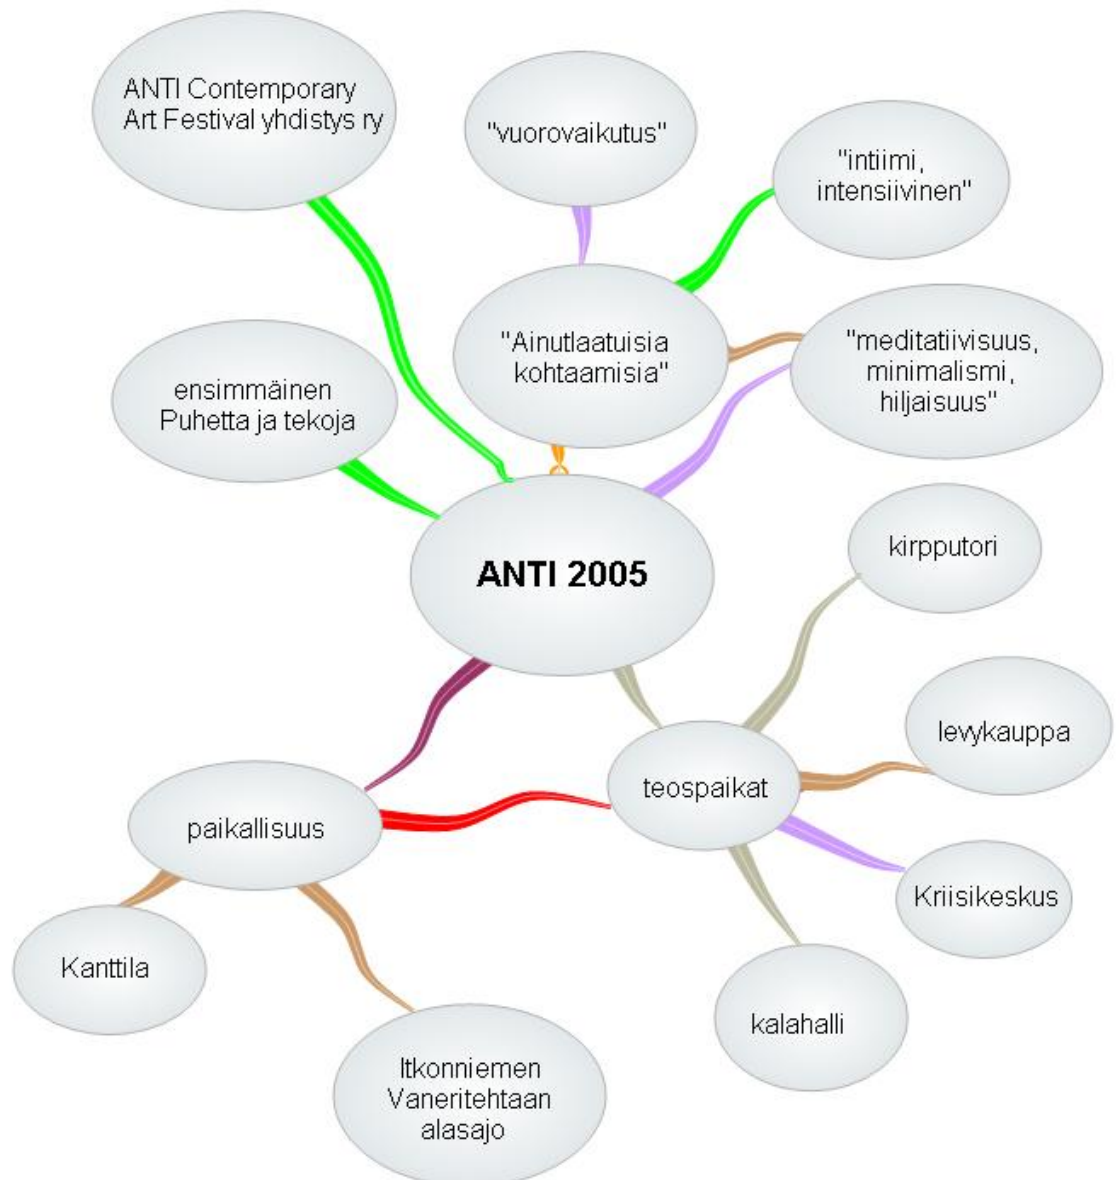 ANTI Contemporary
Art Festival yhdistys ry
"vuorovaikutus"
"intiimi,
intensiivinen"
"Ainutlaatuisia
kohtaamisia"
"meditatiivisuus,
minimalismi,
hiljaisuus"
ensimmäinen
Puhetta ja tekoja
ANTI 2005
kirpputori
levykauppa
teospaikat
paikallisuus
Kriisikeskus
Kanttila
kalahalli
Itkonniemen
Vaneritehtaan
alasajo